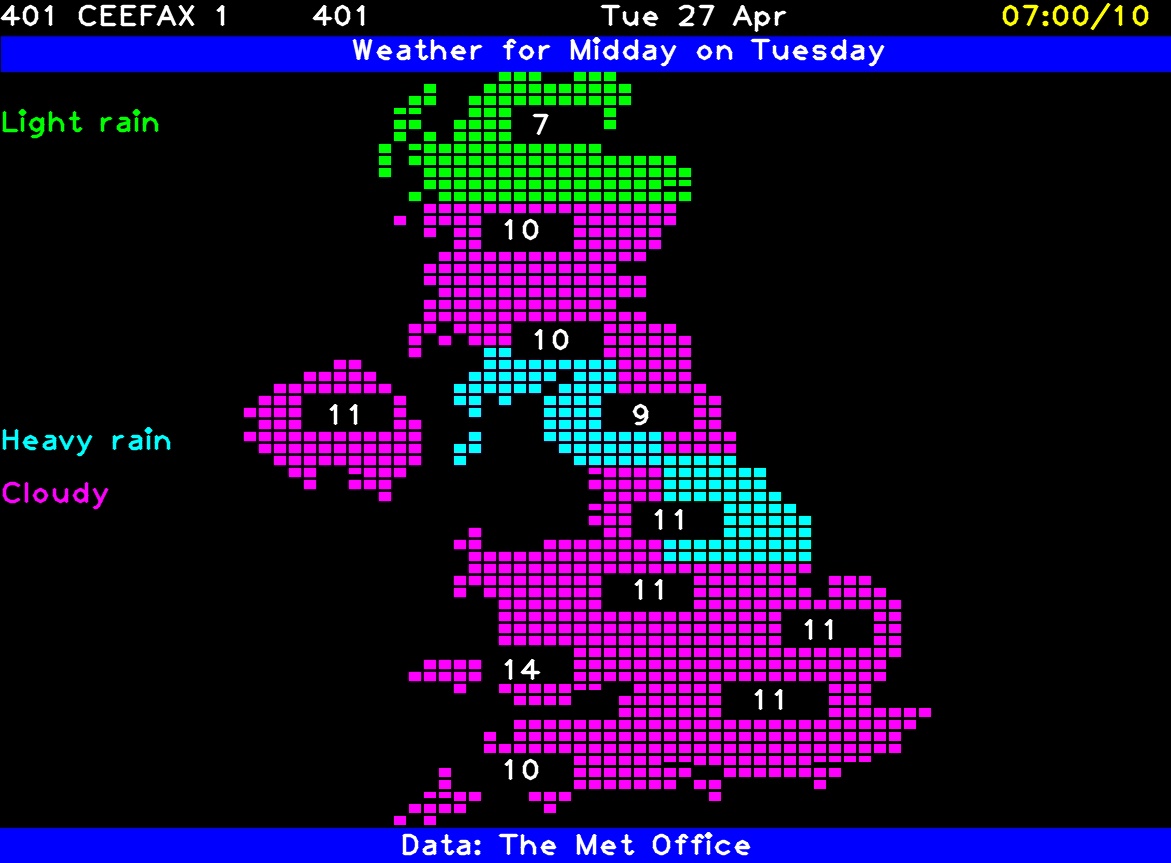 401 CEEFAX 1 401 Tue 27 Apr 07:00/10
Weather for Midday on Tuesday
Light rain
7
10
10
11
9
Heavy rain
Cloudy
11
11
11
14
11
10
Data: The Met Office